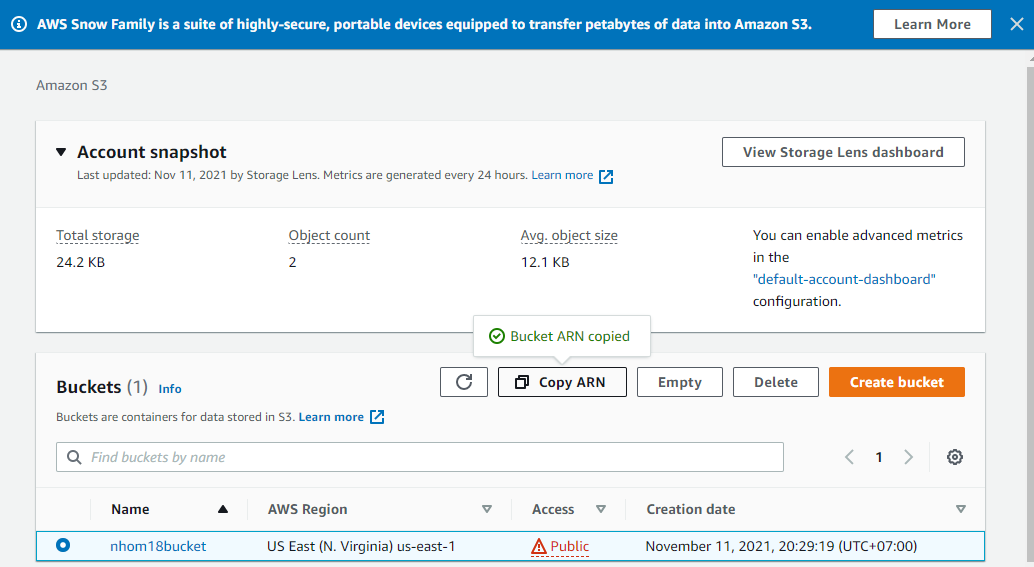 AWS Snow Family is a suite of highly-secure, portable devices equipped to transfer petabytes of data into Amazon S3.
Learn More
Amazon S3
Account snapshot
View Storage Lens dashboard
Last updated: Nov 11, 2021 by Storage Lens. Metrics are generated every 24 hours. Learn more
Total storage
24.2 KB
Object count
2
Avg. object size
12.1 KB
You can enable advanced metrics
in the
"default-account-dashboard"
configuration.
Bucket ARN copied
Buckets (1) Info
Copy ARN
Empty
Delete
Create bucket
Buckets are containers for data stored in S3. Learn more
Find buckets by name
1
Name AWS Region Access Creation date
nhom18bucket US East (N. Virginia) us-east-1 Public November 11, 2021, 20:29:19 (UTC+07:00)